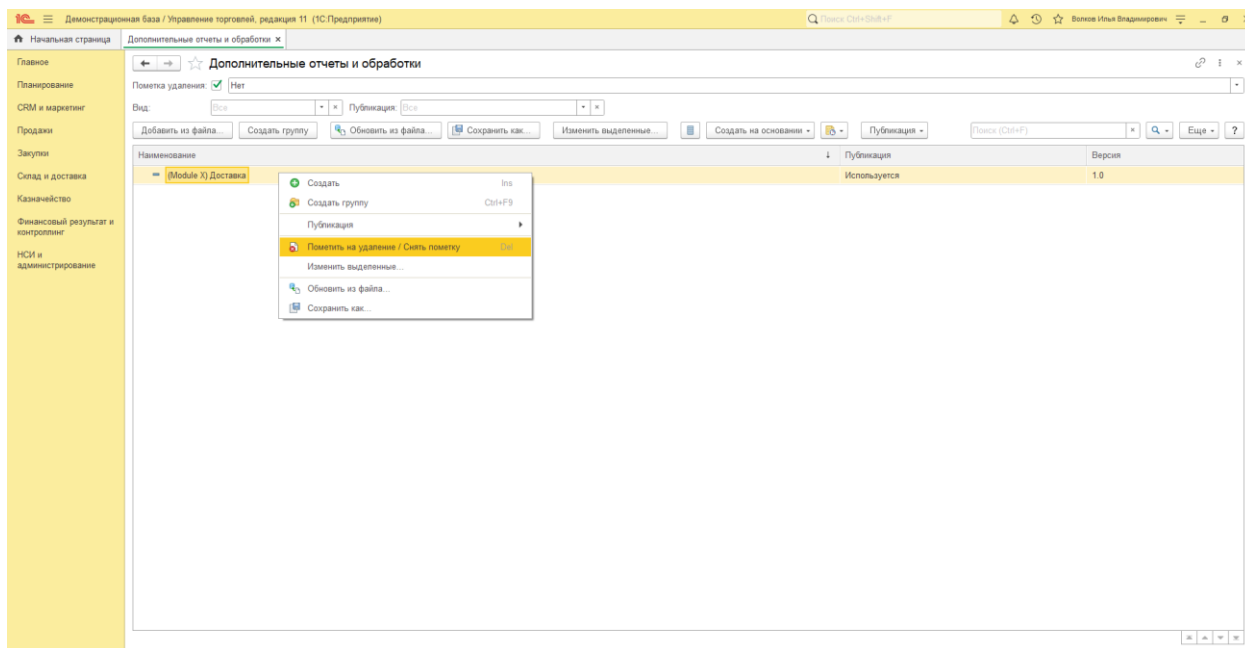 1С Демонстрационная база / Управление торговлей, редакция 11 (1С:Предприятие) Поиск Ctrl+Shift+F Волков Илья Владимирович
Начальная страница Дополнительные отчеты и обработки ×
Главное
Планирование
CRM и маркетинг
Продажи
Закупки
Склад и доставка
Казначейство
Финансовый результат и
контроллинг
НСИ и
администрирование
Дополнительные отчеты и обработки
Пометка удаления: Нет
Вид: Все Публикация: Все
Добавить из файла... Создать группу Обновить из файла... Сохранить как... Изменить выделенные... Создать на основании Публикация Поиск (Ctrl+F) Еще ?
Наименование Публикация Версия
(Module X) Доставка Используется 1.0
Создать Ins
Создать группу Ctrl+F9
Публикация
Пометить на удаление / Снять пометку Del
Изменить выделенные...
Обновить из файла...
Сохранить как...